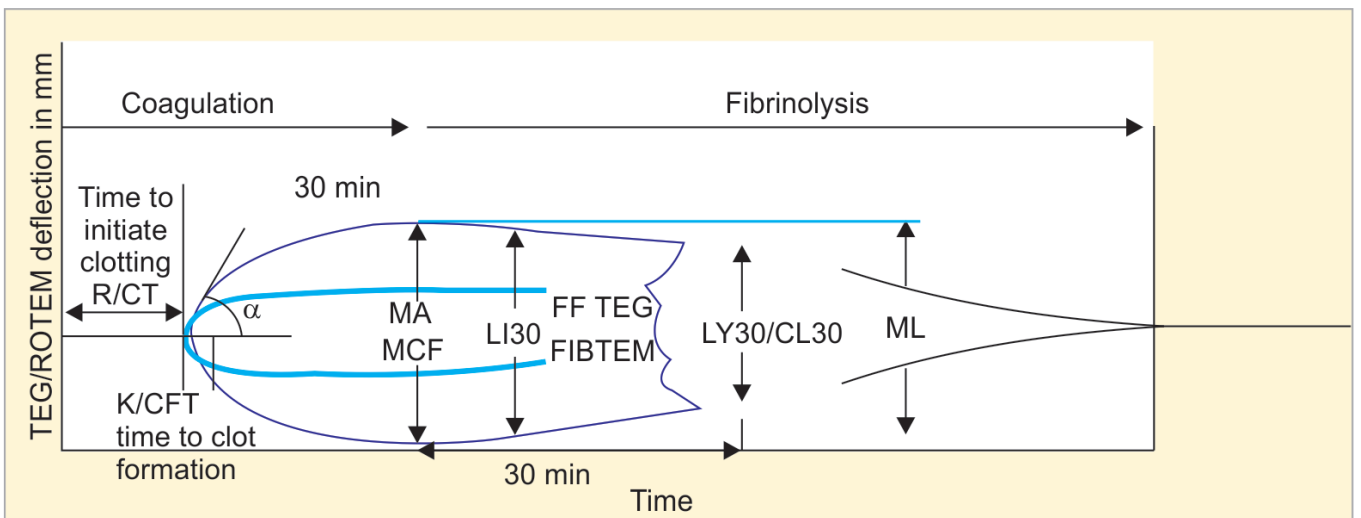 TEG/ROTEM deflection in mm
Coagulation
Fibrinolysis
30 min
Time to
initiate
clotting
R/CT
α
MA
MCF
LI30
FF TEG
FIBTEM
LY30/CL30
ML
K/CFT
time to clot
formation
30 min
Time